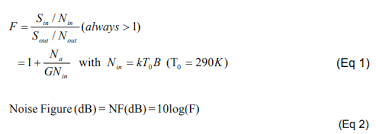 F = (S_in / N_in) / (S_out / N_out) (always > 1)
= 1 + N_a / (GN_in) with N_in = kT_0B (T_0 = 290K) (Eq 1)
Noise Figure (dB) = NF(dB) = 10log(F)
(Eq 2)